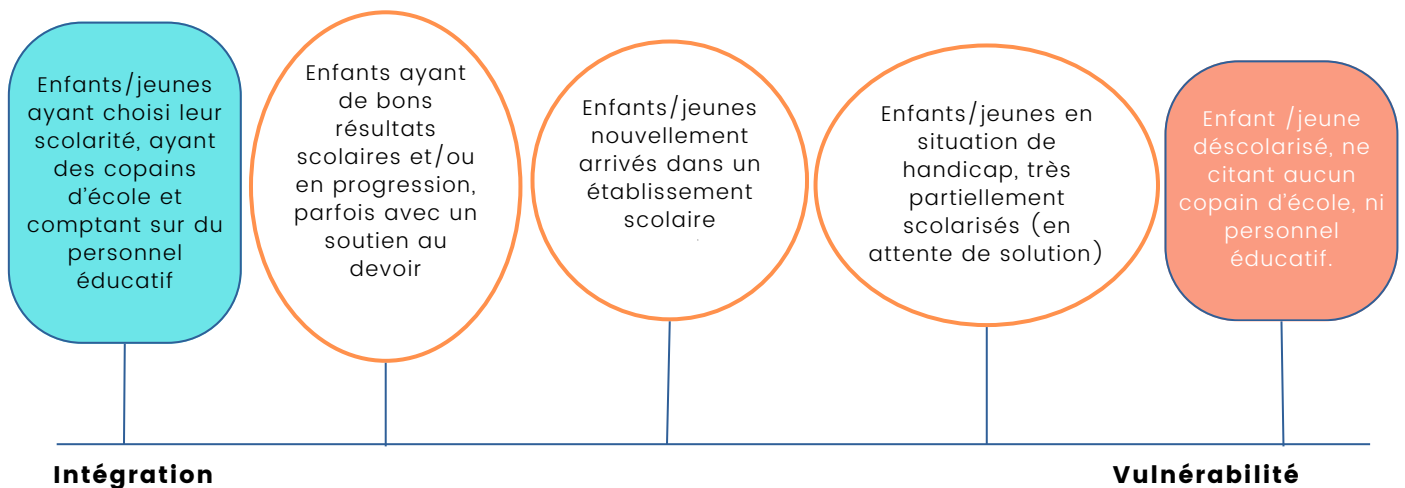 Enfants/jeunes
ayant choisi leur
scolarité, ayant
des copains
d'école et
comptant sur du
personnel
éducatif
Enfants ayant
de bons
résultats
scolaires et/ou
en progression,
parfois avec un
soutien au
devoir
Enfants/jeunes
nouvellement
arrivés dans un
établissement
scolaire
Enfants/jeunes en
situation de
handicap, très
partiellement
scolarisés (en
attente de solution)
Enfant /jeune
déscolarisé, ne
citant aucun
copain d'école, ni
personnel
éducatif.
Intégration
Vulnérabilité